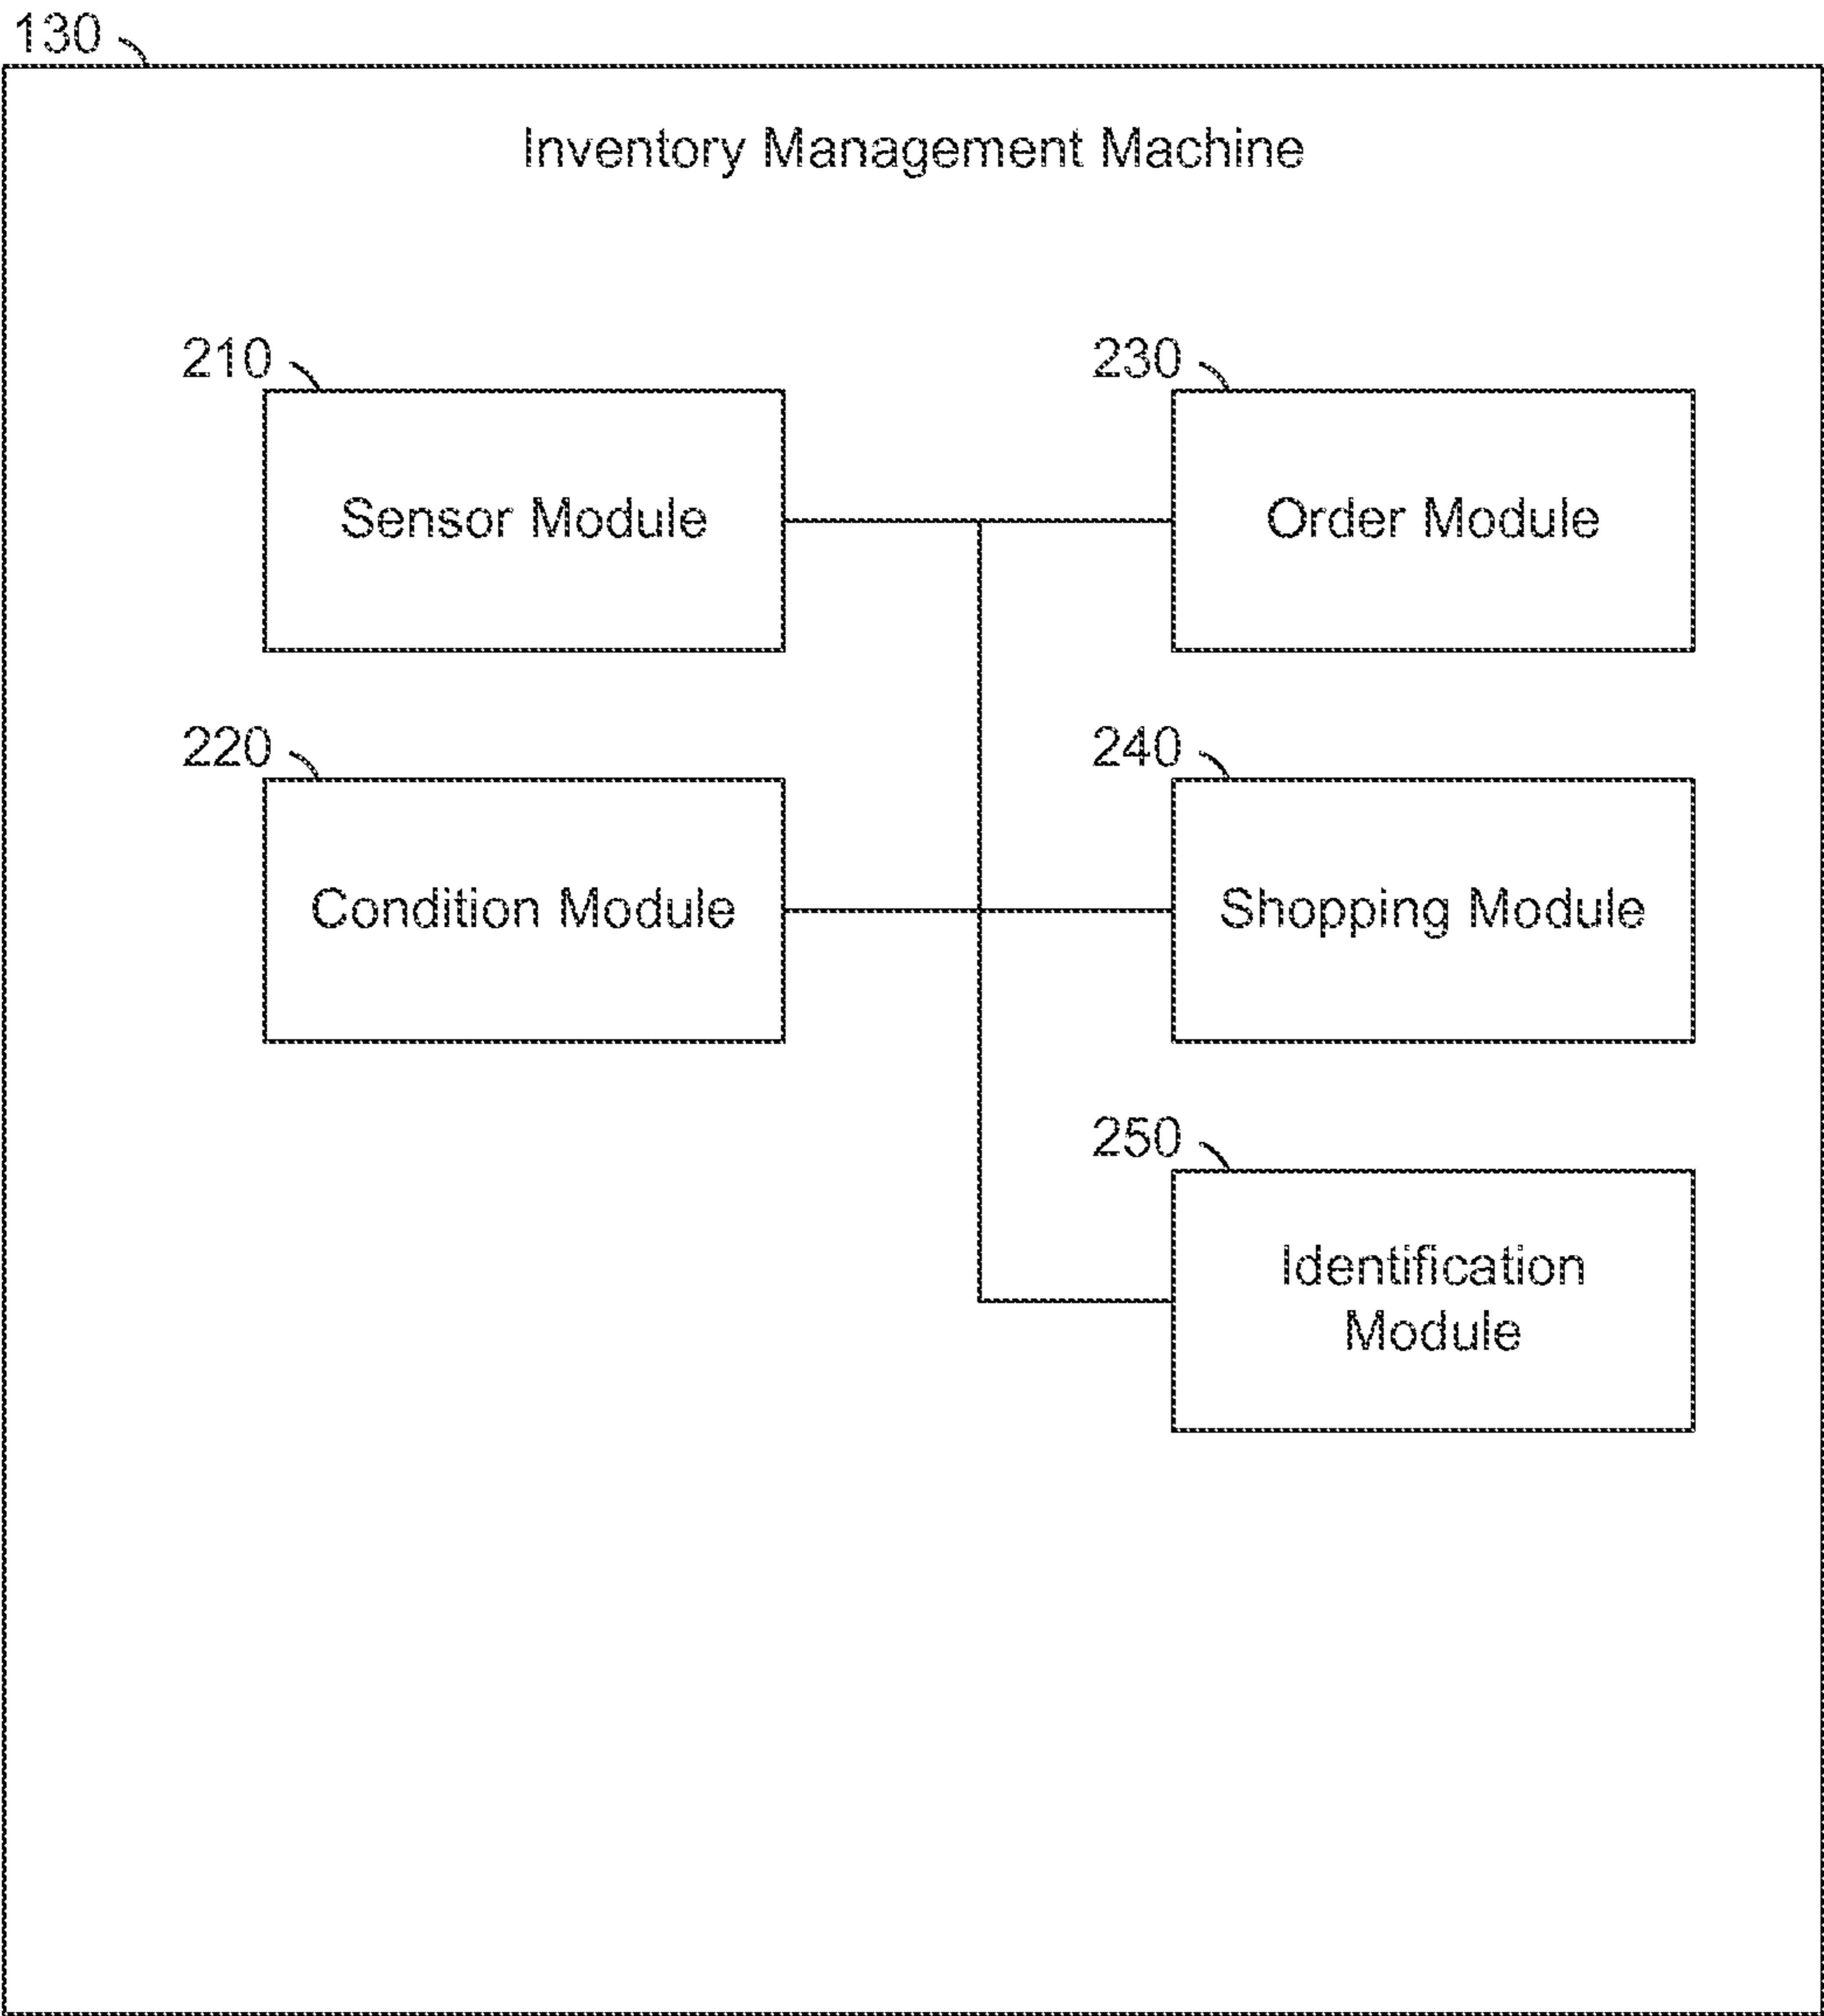 130
Inventory Management Machine
210
230
Sensor Module
Order Module
220
240
Condition Module
Shopping Module
250
Identification
Module